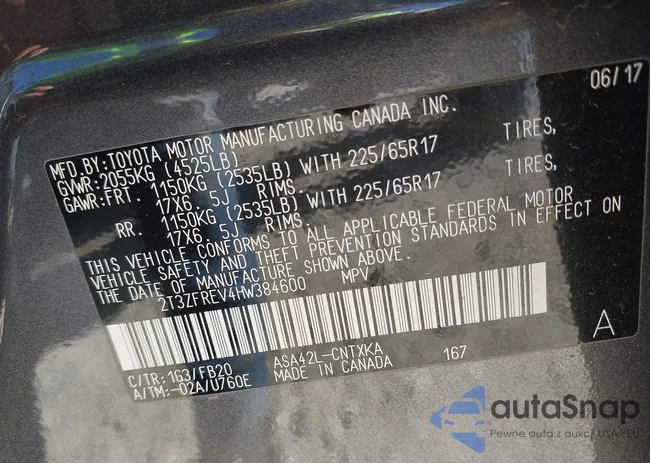 06/17
MFD.BY:TOYOTA MOTOR MANUFACTURING CANADA INC.
GVWR:2055KG (4525LB)
GAWR:FRT. 1150KG (2535LB) WITH 225/65R17 TIRES,
17X6. 5J RIMS.
RR. 1150KG (2535LB) WITH 225/65R17 TIRES,
17X6. 5J RIMS.
THIS VEHICLE CONFORMS TO ALL APPLICABLE FEDERAL MOTOR
VEHICLE SAFETY AND THEFT PREVENTION STANDARDS IN EFFECT ON
THE DATE OF MANUFACTURE SHOWN ABOVE.
2T3ZFREV4HW384600 MPV
A
C/TR:1G3/FB20 ASA42L-CNTXKA 167
A/TM:-02A/U760E MADE IN CANADA
autaSnap
Pewne auta z aukcji USA i EU